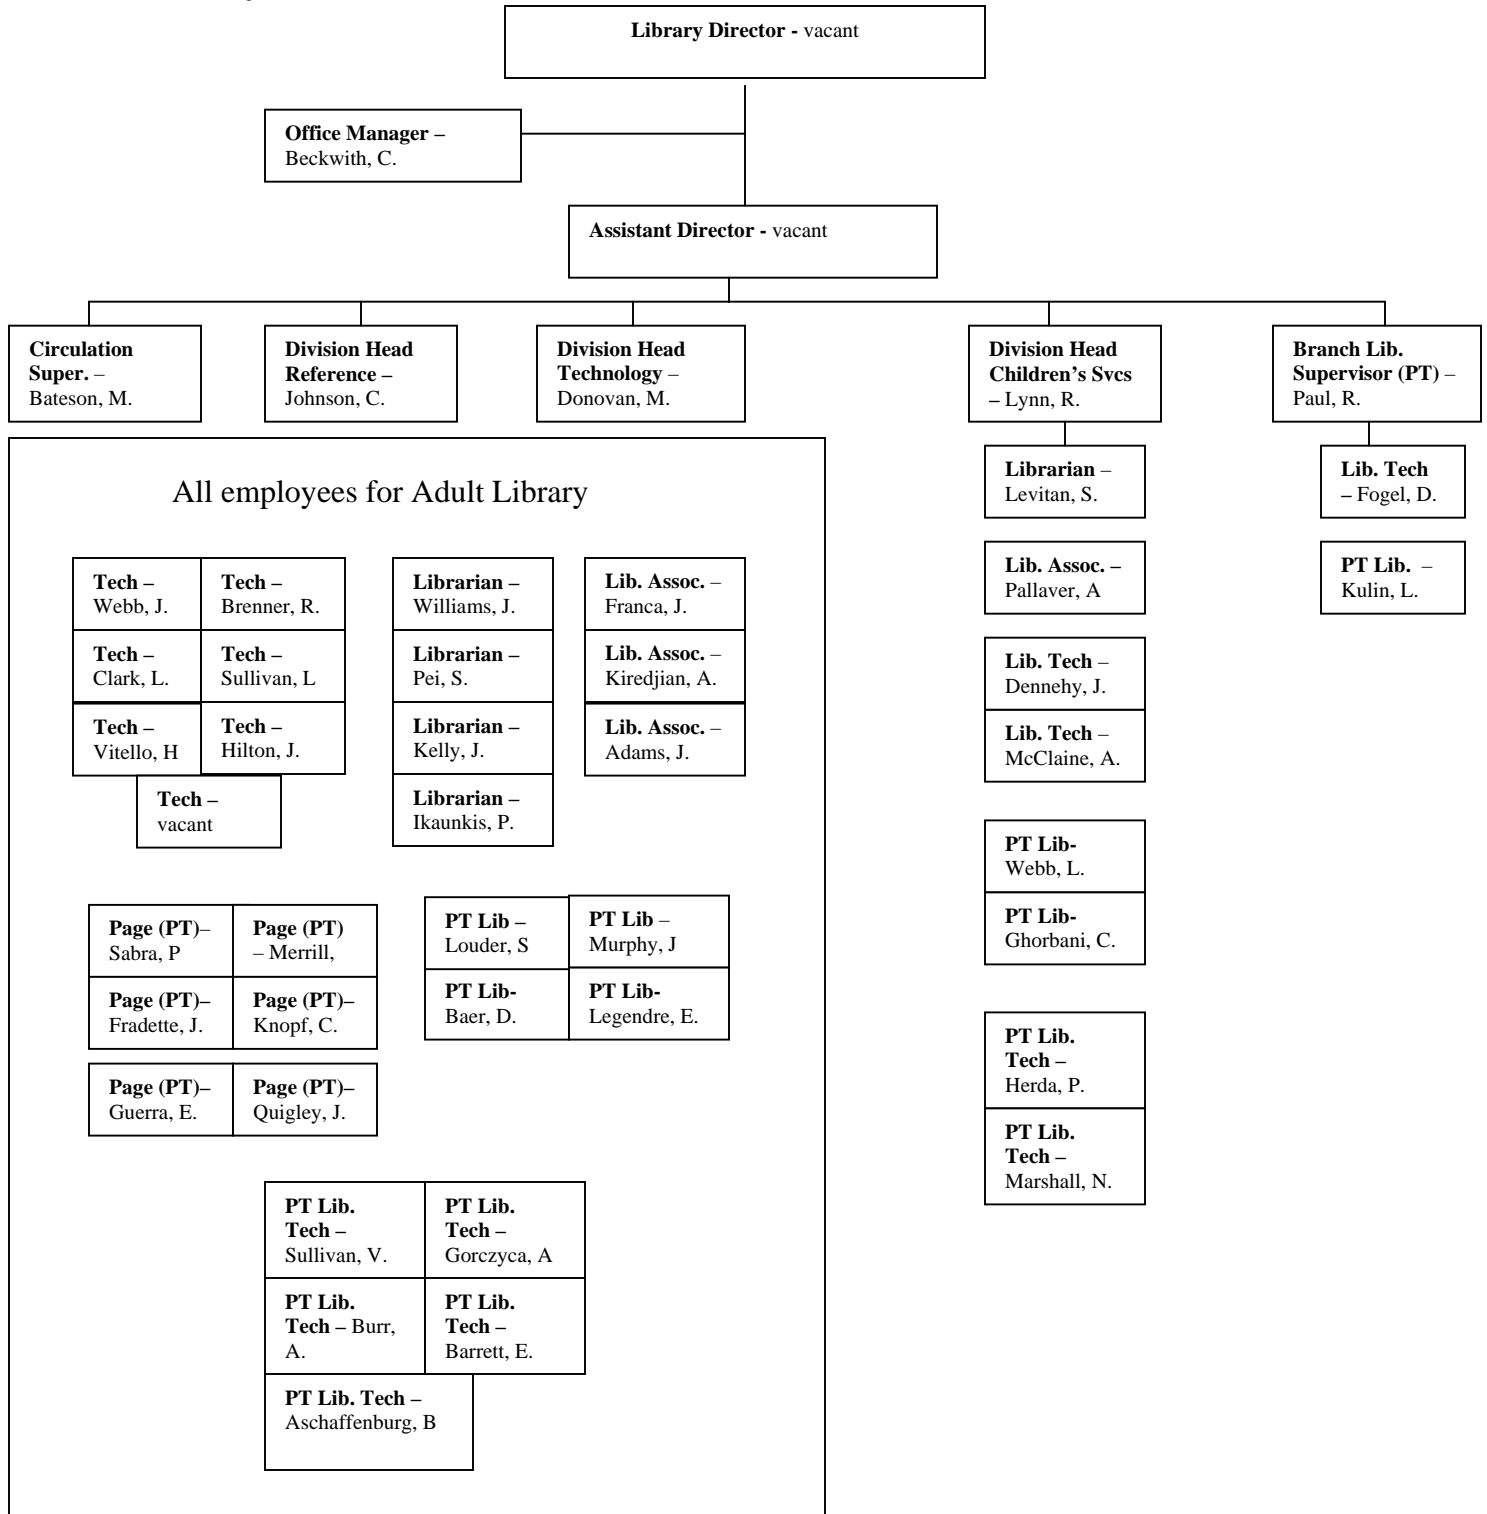 Library Director - vacant
Office Manager –
Beckwith, C.
Assistant Director - vacant
Circulation
Super. –
Bateson, M.
Division Head
Reference –
Johnson, C.
Division Head
Technology –
Donovan, M.
Division Head
Children's Svcs
– Lynn, R.
Branch Lib.
Supervisor (PT) –
Paul, R.
All employees for Adult Library
Tech –
Webb, J.
Tech –
Brenner, R.
Tech –
Clark, L.
Tech –
Sullivan, L
Tech –
Vitello, H
Tech –
Hilton, J.
Tech –
vacant
Librarian –
Williams, J.
Librarian –
Pei, S.
Librarian –
Kelly, J.
Librarian –
Ikaunkis, P.
Lib. Assoc. –
Franca, J.
Lib. Assoc. –
Kiredjian, A.
Lib. Assoc. –
Adams, J.
Page (PT)–
Sabra, P
Page (PT)
– Merrill,
Page (PT)–
Fradette, J.
Page (PT)–
Knopf, C.
Page (PT)–
Guerra, E.
Page (PT)–
Quigley, J.
PT Lib –
Louder, S
PT Lib –
Murphy, J
PT Lib-
Baer, D.
PT Lib-
Legendre, E.
PT Lib.
Tech –
Sullivan, V.
PT Lib.
Tech –
Gorczyca, A
PT Lib.
Tech – Burr,
A.
PT Lib.
Tech –
Barrett, E.
PT Lib. Tech –
Aschaffenburg, B
Librarian –
Levitan, S.
Lib. Assoc. –
Pallaver, A
Lib. Tech –
Dennehy, J.
Lib. Tech –
McClaine, A.
PT Lib-
Webb, L.
PT Lib-
Ghorbani, C.
PT Lib.
Tech –
Herda, P.
PT Lib.
Tech –
Marshall, N.
Lib. Tech
– Fogel, D.
PT Lib. –
Kulin, L.